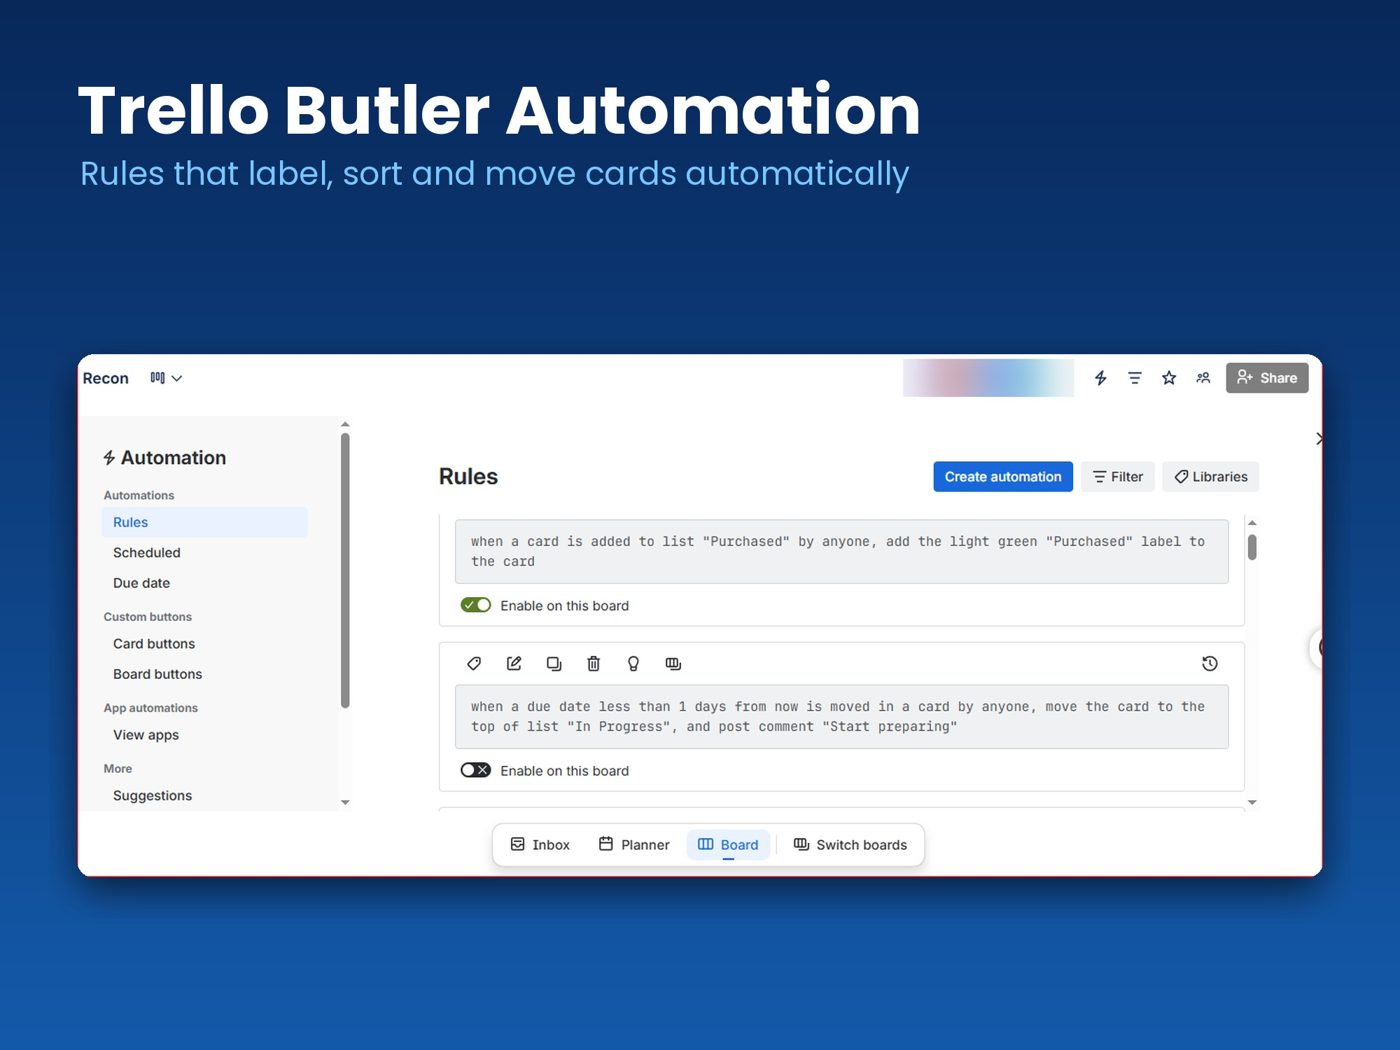 Trello Butler Automation
Rules that label, sort and move cards automatically
Recon
Share
Automation
Automations
Rules
Scheduled
Due date
Custom buttons
Card buttons
Board buttons
App automations
View apps
More
Suggestions
Rules
Create automation
Filter
Libraries
when a card is added to list "Purchased" by anyone, add the light green "Purchased" label to
the card
Enable on this board
when a due date less than 1 days from now is moved in a card by anyone, move the card to the
top of list "In Progress", and post comment "Start preparing"
Enable on this board
Inbox
Planner
Board
Switch boards